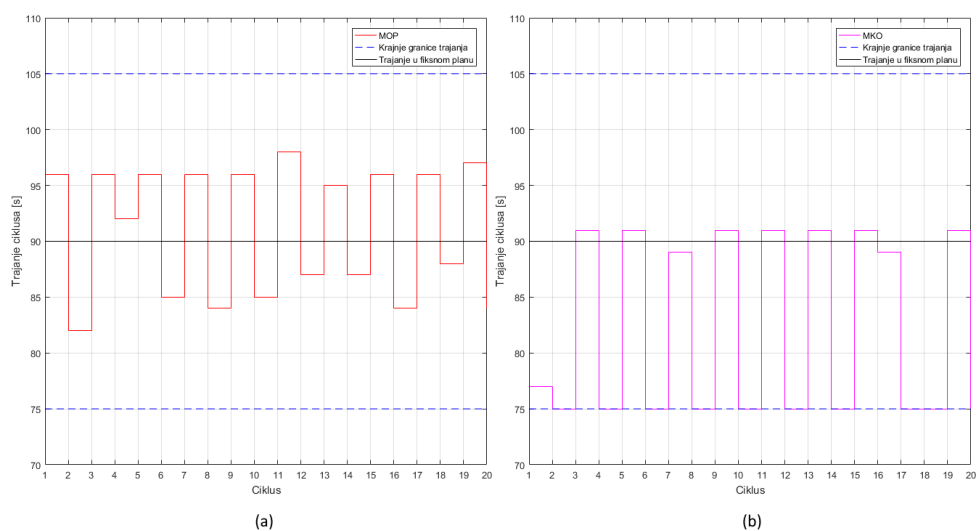 110
105
100
95
90
85
80
75
70
Trajanje ciklusa [s]
MOP
Krajnje granice trajanja
Trajanje u fiksnom planu
1 2 3 4 5 6 7 8 9 10 11 12 13 14 15 16 17 18 19 20
Ciklus
(a)
110
105
100
95
90
85
80
75
70
Trajanje ciklusa [s]
MKO
Krajnje granice trajanja
Trajanje u fiksnom planu
1 2 3 4 5 6 7 8 9 10 11 12 13 14 15 16 17 18 19 20
Ciklus
(b)